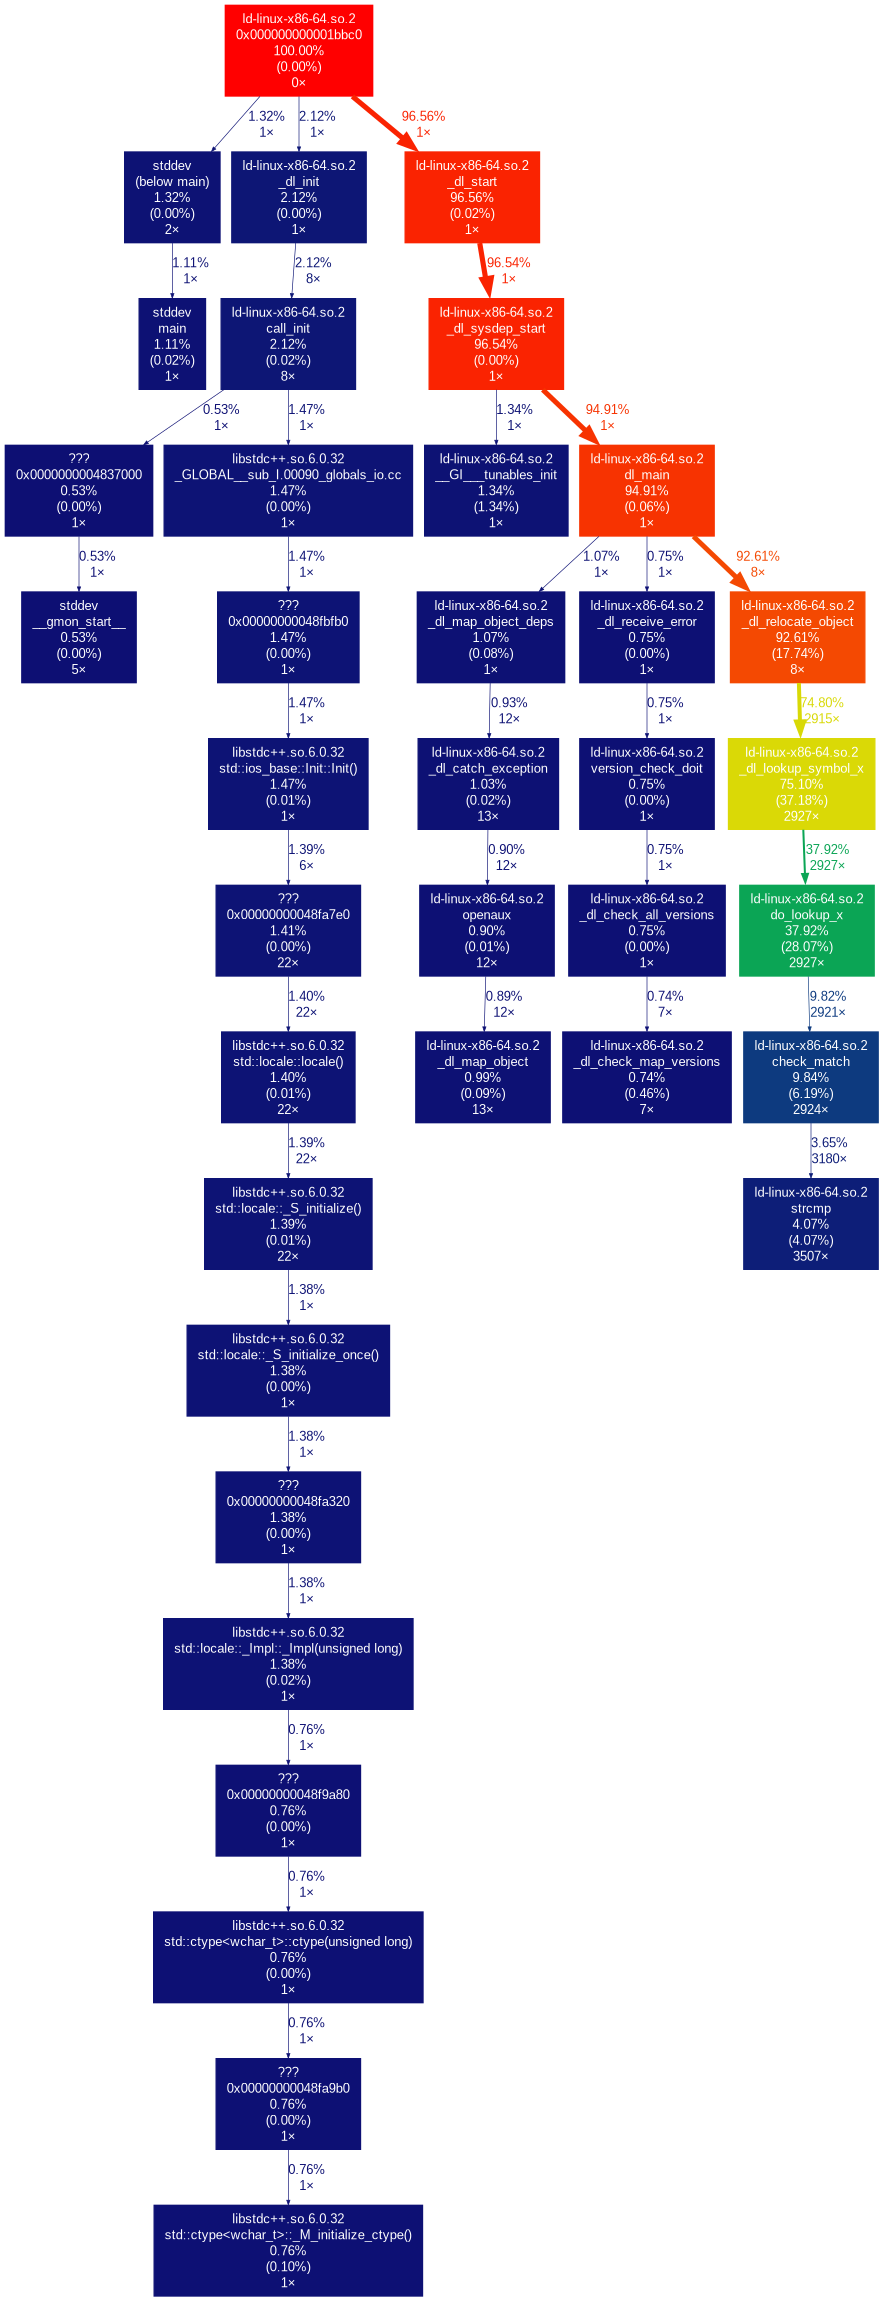 ld-linux-x86-64.so.2
0x000000000001bbc0
100.00%
(0.00%)
0×
1.32%
1×
2.12%
1×
96.56%
1×
stddev
(below main)
1.32%
(0.00%)
2×
ld-linux-x86-64.so.2
_dl_init
2.12%
(0.00%)
1×
ld-linux-x86-64.so.2
_dl_start
96.56%
(0.02%)
1×
1.11%
1×
2.12%
8×
96.54%
1×
stddev
main
1.11%
(0.02%)
1×
ld-linux-x86-64.so.2
call_init
2.12%
(0.02%)
8×
ld-linux-x86-64.so.2
_dl_sysdep_start
96.54%
(0.00%)
1×
0.53%
1×
1.47%
1×
1.34%
1×
94.91%
1×
???
0x0000000004837000
0.53%
(0.00%)
1×
libstdc++.so.6.0.32
_GLOBAL__sub_I.00090_globals_io.cc
1.47%
(0.00%)
1×
ld-linux-x86-64.so.2
__GI___tunables_init
1.34%
(1.34%)
1×
ld-linux-x86-64.so.2
dl_main
94.91%
(0.06%)
1×
0.53%
1×
1.47%
1×
1.07%
1×
0.75%
1×
92.61%
8×
stddev
__gmon_start__
0.53%
(0.00%)
5×
???
0x00000000048fbfb0
1.47%
(0.00%)
1×
ld-linux-x86-64.so.2
_dl_map_object_deps
1.07%
(0.08%)
1×
ld-linux-x86-64.so.2
_dl_receive_error
0.75%
(0.00%)
1×
ld-linux-x86-64.so.2
_dl_relocate_object
92.61%
(17.74%)
8×
1.47%
1×
0.93%
12×
0.75%
1×
74.80%
2915×
libstdc++.so.6.0.32
std::ios_base::Init::Init()
1.47%
(0.01%)
1×
ld-linux-x86-64.so.2
_dl_catch_exception
1.03%
(0.02%)
13×
ld-linux-x86-64.so.2
version_check_doit
0.75%
(0.00%)
1×
ld-linux-x86-64.so.2
_dl_lookup_symbol_x
75.10%
(37.18%)
2927×
1.39%
6×
0.90%
12×
0.75%
1×
37.92%
2927×
???
0x00000000048fa7e0
1.41%
(0.00%)
22×
ld-linux-x86-64.so.2
openaux
0.90%
(0.01%)
12×
ld-linux-x86-64.so.2
_dl_check_all_versions
0.75%
(0.00%)
1×
ld-linux-x86-64.so.2
do_lookup_x
37.92%
(28.07%)
2927×
1.40%
22×
0.89%
12×
0.74%
7×
9.82%
2921×
libstdc++.so.6.0.32
std::locale::locale()
1.40%
(0.01%)
22×
ld-linux-x86-64.so.2
_dl_map_object
0.99%
(0.09%)
13×
ld-linux-x86-64.so.2
_dl_check_map_versions
0.74%
(0.46%)
7×
ld-linux-x86-64.so.2
check_match
9.84%
(6.19%)
2924×
1.39%
22×
3.65%
3180×
libstdc++.so.6.0.32
std::locale::_S_initialize()
1.39%
(0.01%)
22×
ld-linux-x86-64.so.2
strcmp
4.07%
(4.07%)
3507×
1.38%
1×
libstdc++.so.6.0.32
std::locale::_S_initialize_once()
1.38%
(0.00%)
1×
1.38%
1×
???
0x00000000048fa320
1.38%
(0.00%)
1×
1.38%
1×
libstdc++.so.6.0.32
std::locale::_Impl::_Impl(unsigned long)
1.38%
(0.02%)
1×
0.76%
1×
???
0x00000000048f9a80
0.76%
(0.00%)
1×
0.76%
1×
libstdc++.so.6.0.32
std::ctype<wchar_t>::ctype(unsigned long)
0.76%
(0.00%)
1×
0.76%
1×
???
0x00000000048fa9b0
0.76%
(0.00%)
1×
0.76%
1×
libstdc++.so.6.0.32
std::ctype<wchar_t>::_M_initialize_ctype()
0.76%
(0.10%)
1×